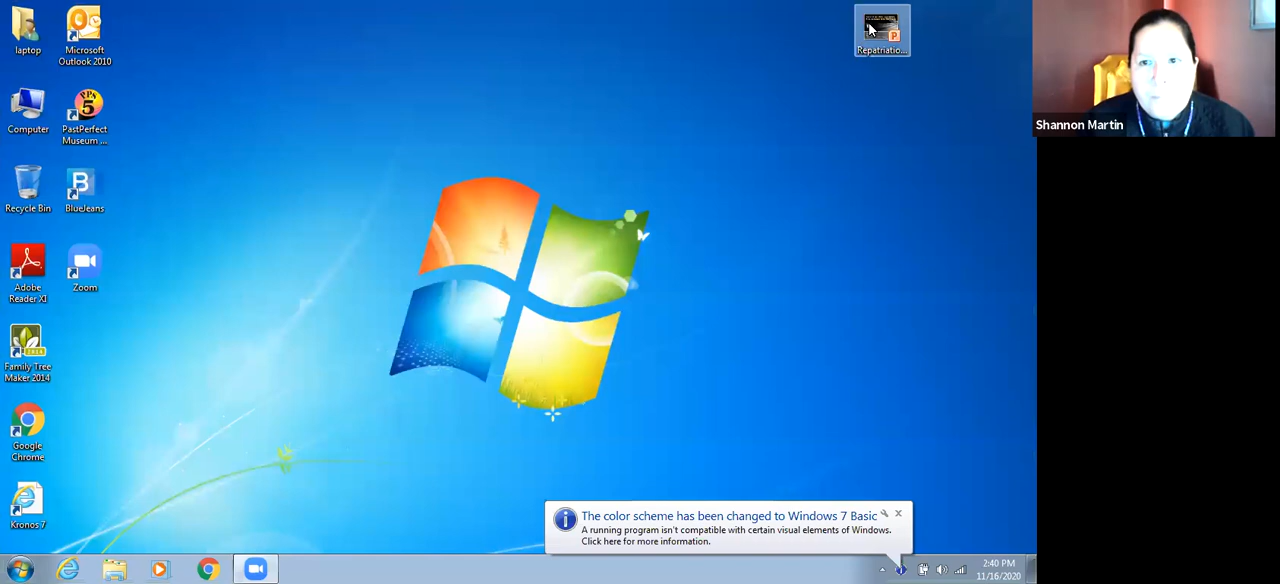 laptop
Microsoft
Outlook 2010
Repatriatio...
Shannon Martin
Computer
5
PastPerfect
Museum ...
Recycle Bin
B
BlueJeans
Adobe
Reader XI
Zoom
2014
Family Tree
Maker 2014
Google
Chrome
Kronos 7
The color scheme has been changed to Windows 7 Basic
A running program isn't compatible with certain visual elements of Windows.
Click here for more information.
2:40 PM
11/16/2020